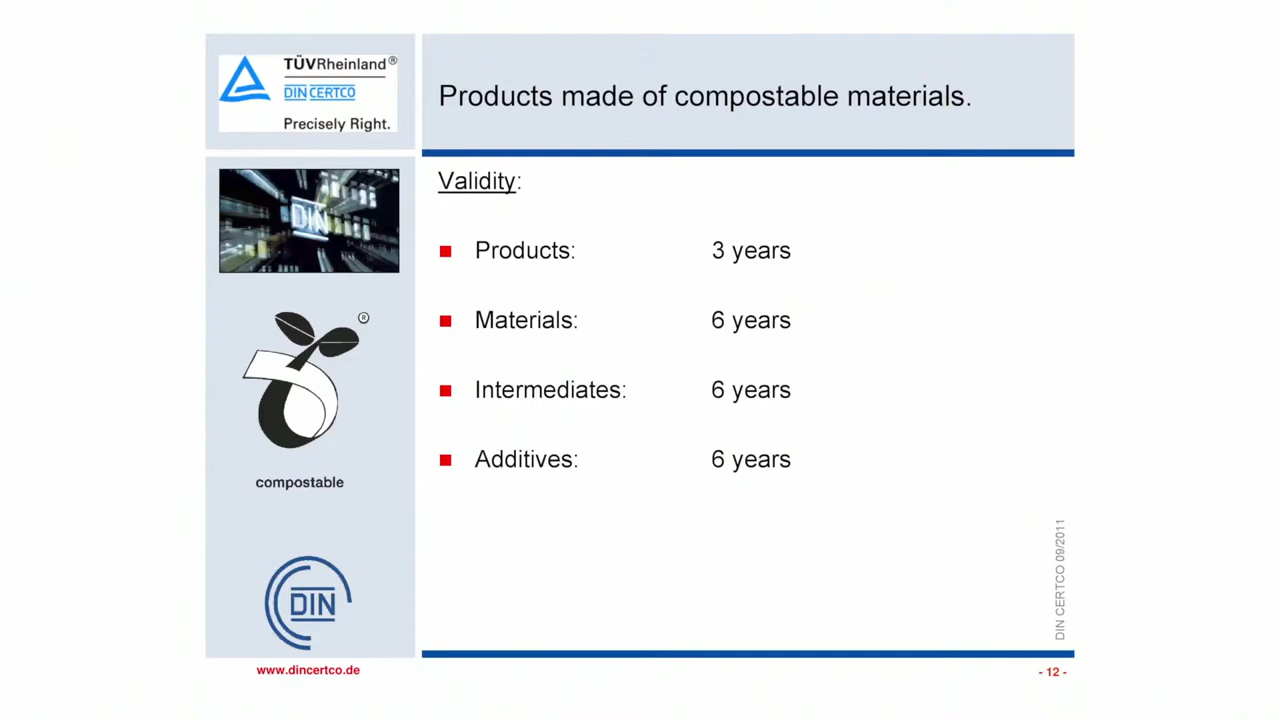 TÜVRheinland®
DIN CERTCO
Precisely Right.
Products made of compostable materials.
DIN
Validity:
Products: 3 years
Materials: 6 years
Intermediates: 6 years
Additives: 6 years
®
compostable
DIN
DIN CERTCO 09/2011
www.dincertco.de
- 12 -